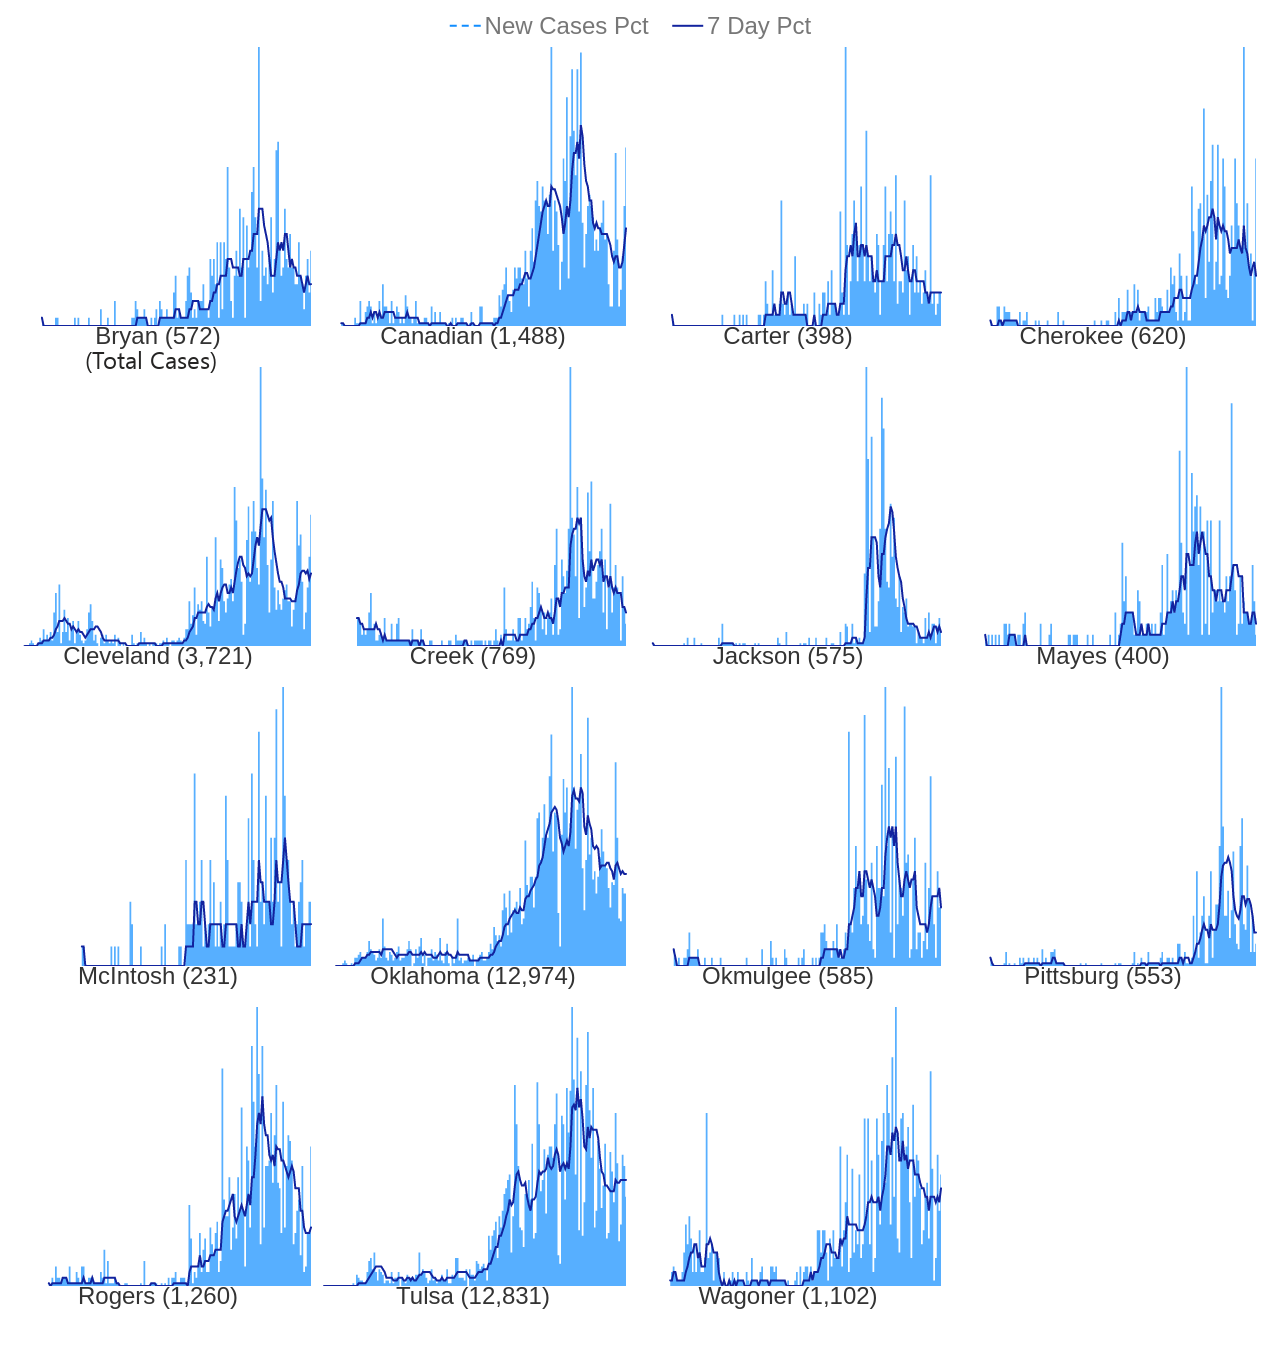 New Cases Pct 7 Day Pct
Bryan (572) Canadian (1,488) Carter (398) Cherokee (620)
(Total Cases)
Cleveland (3,721) Creek (769) Jackson (575) Mayes (400)
McIntosh (231) Oklahoma (12,974) Okmulgee (585) Pittsburg (553)
Rogers (1,260) Tulsa (12,831) Wagoner (1,102)